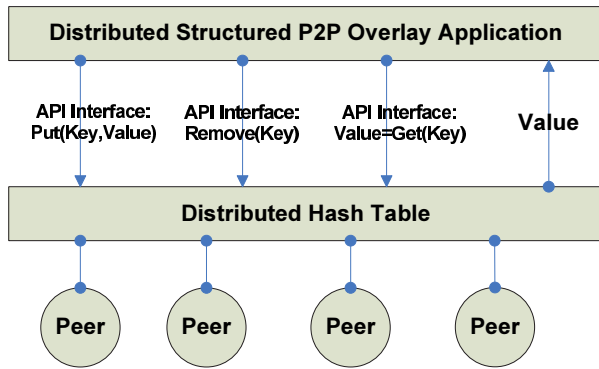 Distributed Structured P2P Overlay Application
API Interface:
Put(Key,Value)
API Interface:
Remove(Key)
API Interface:
Value=Get(Key)
Value
Distributed Hash Table
Peer
Peer
Peer
Peer